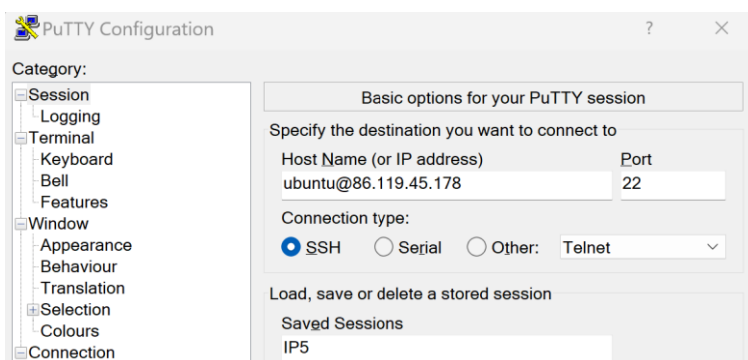 PuTTY Configuration ? ×
Category:
Session
Logging
Terminal
Keyboard
Bell
Features
Window
Appearance
Behaviour
Translation
Selection
Colours
Connection
Basic options for your PuTTY session
Specify the destination you want to connect to
Host Name (or IP address) Port
ubuntu@86.119.45.178 22
Connection type:
SSH Serial Other: Telnet
Load, save or delete a stored session
Saved Sessions
IP5